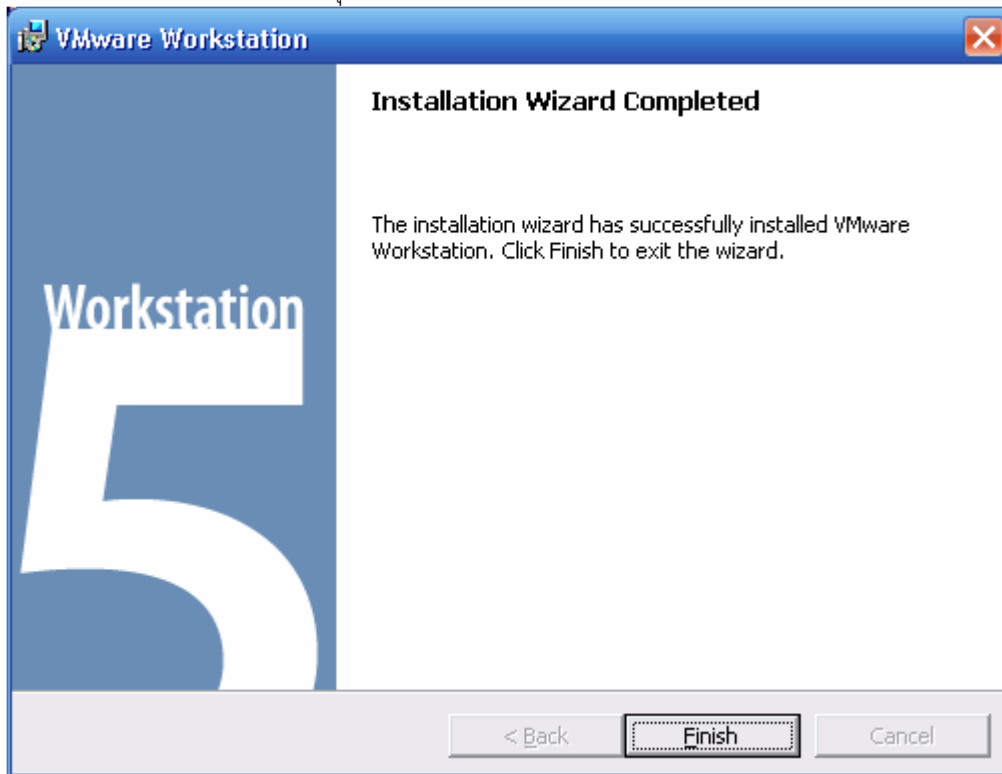 VMware Workstation
Installation Wizard Completed
The installation wizard has successfully installed VMware
Workstation. Click Finish to exit the wizard.
Workstation
5
< Back
Finish
Cancel